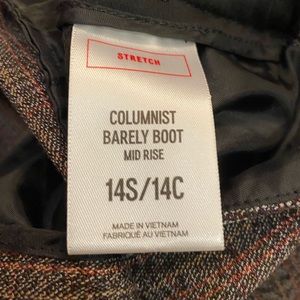 STRETCH
COLUMNIST
BARELY BOOT
MID RISE
14S/14C
MADE IN VIETNAM
FABRIQUÉ AU VIETNAM